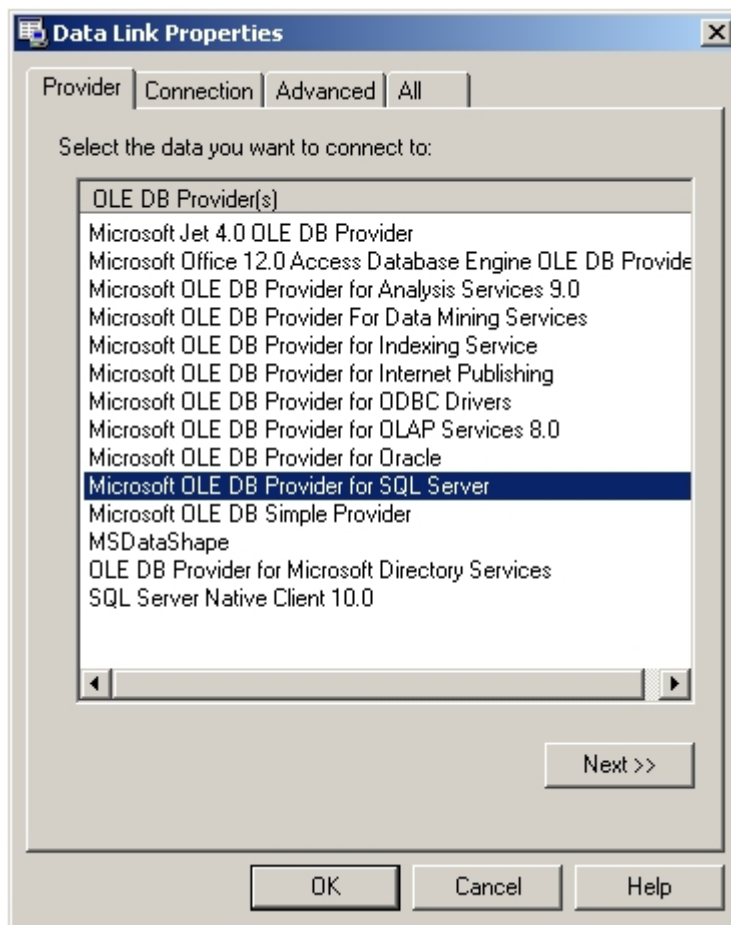 Data Link Properties
Provider Connection Advanced All
Select the data you want to connect to:
OLE DB Provider(s)
Microsoft Jet 4.0 OLE DB Provider
Microsoft Office 12.0 Access Database Engine OLE DB Provide
Microsoft OLE DB Provider for Analysis Services 9.0
Microsoft OLE DB Provider For Data Mining Services
Microsoft OLE DB Provider for Indexing Service
Microsoft OLE DB Provider for Internet Publishing
Microsoft OLE DB Provider for ODBC Drivers
Microsoft OLE DB Provider for OLAP Services 8.0
Microsoft OLE DB Provider for Oracle
Microsoft OLE DB Provider for SQL Server
Microsoft OLE DB Simple Provider
MSDataShape
OLE DB Provider for Microsoft Directory Services
SQL Server Native Client 10.0
Next >>
OK Cancel Help